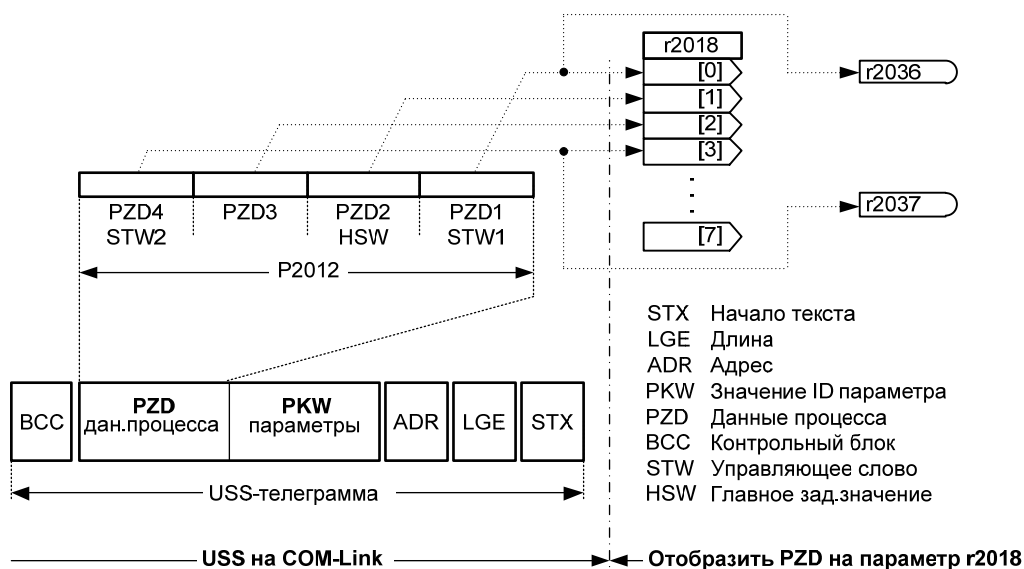 r2018
[0]
r2036
[1]
[2]
[3]
PZD4 PZD3 PZD2 PZD1
STW2 HSW STW1
r2037
[7]
P2012
STX Начало текста
LGE Длина
ADR Адрес
PKW Значение ID параметра
PZD Данные процесса
BCC Контрольный блок
STW Управляющее слово
HSW Главное зад.значение
BCC PZD дан.процесса PKW параметры ADR LGE STX
USS-телеграмма
USS на COM-Link
Отобразить PZD на параметр r2018